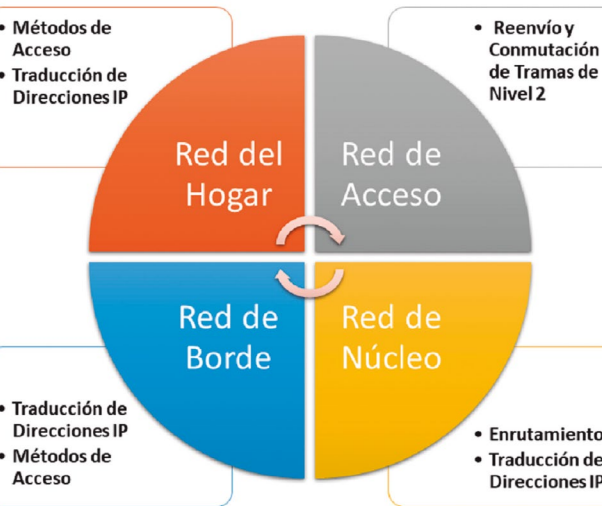 • Métodos de
Acceso
• Traducción de
Direcciones IP
• Reenvío y
Conmutación
de Tramas de
Nivel 2
Red del
Hogar
Red de
Acceso
Red de
Borde
Red de
Núcleo
• Traducción de
Direcciones IP
• Métodos de
Acceso
• Enrutamiento
• Traducción de
Direcciones IP